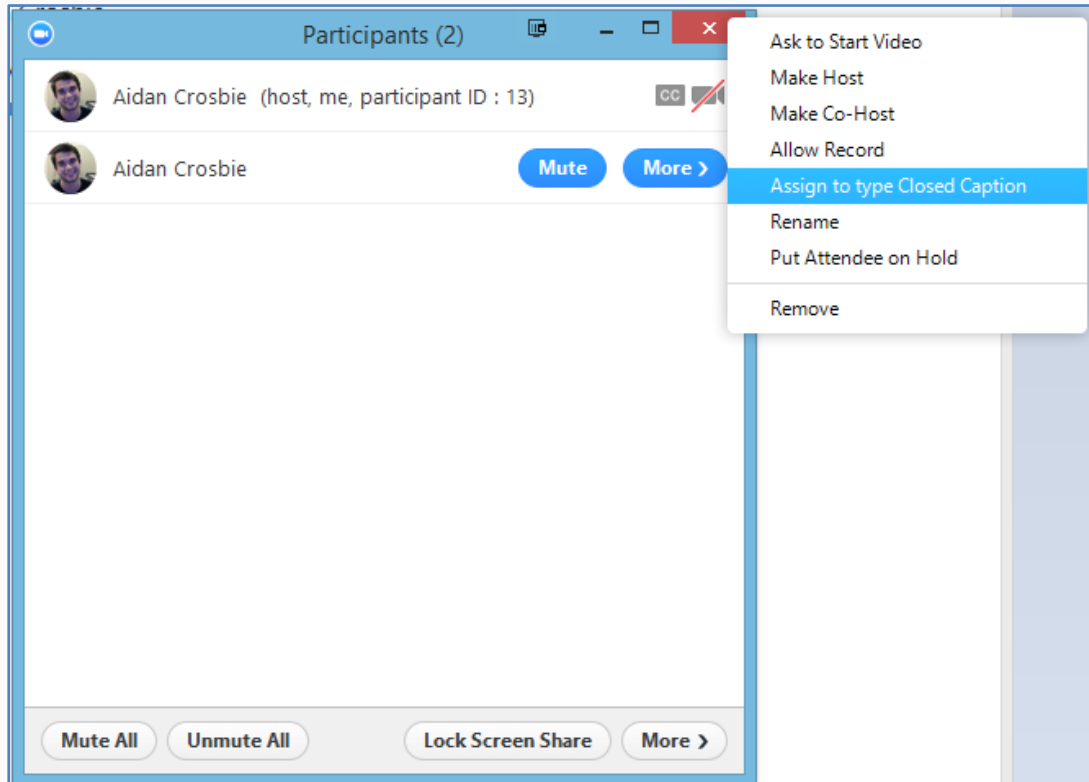 Participants (2)
Aidan Crosbie (host, me, participant ID : 13)
CC
Aidan Crosbie
Mute
More >
Ask to Start Video
Make Host
Make Co-Host
Allow Record
Assign to type Closed Caption
Rename
Put Attendee on Hold
Remove
Mute All
Unmute All
Lock Screen Share
More >